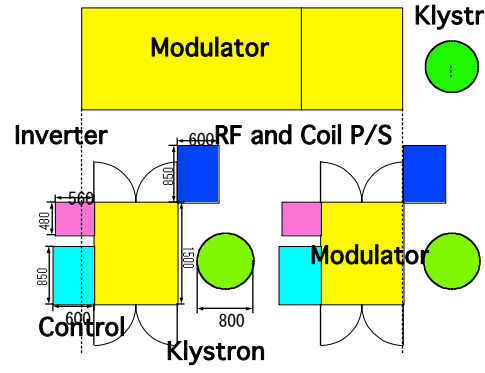 Klystr
Modulator
Inverter
600
RF and Coil P/S
850
560
480
1500
Modulator
850
600
Control
800
Klystron